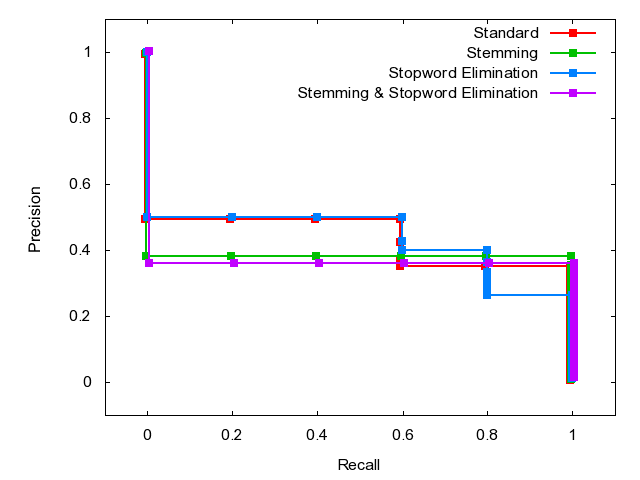 Standard
Stemming
Stopword Elimination
Stemming & Stopword Elimination
1
0.8
0.6
0.4
0.2
0
Precision
0 0.2 0.4 0.6 0.8 1
Recall